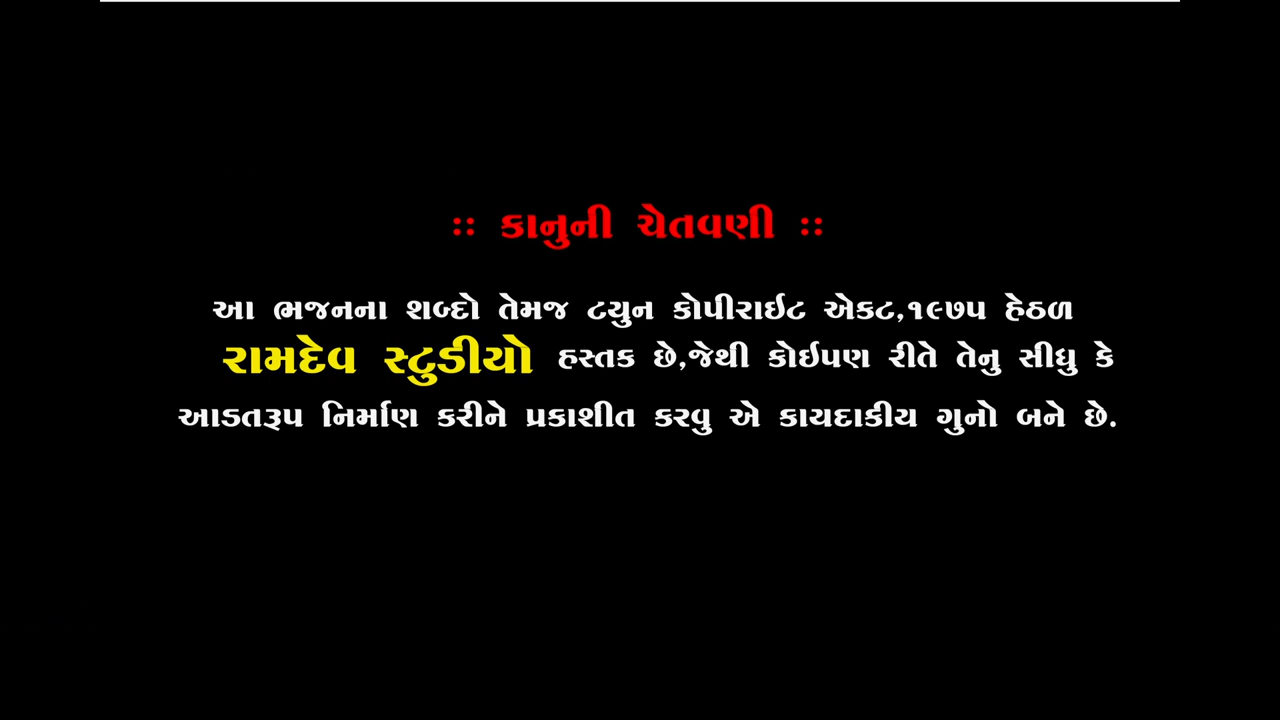 :: કાનુની ચેતવણી ::
આ ભજનના શબ્દો તેમજ ટયુન કોપીરાઈટ એકટ,૧૯૭૫ હેઠળ
રામદેવ સ્ટુડીયો હસ્તક છે,જેથી કોઈપણ રીતે તેનુ સીધુ કે
આડતરૂપ નિર્માણ કરીને પ્રકાશીત કરવુ એ કાયદાકીય ગુનો બને છે.